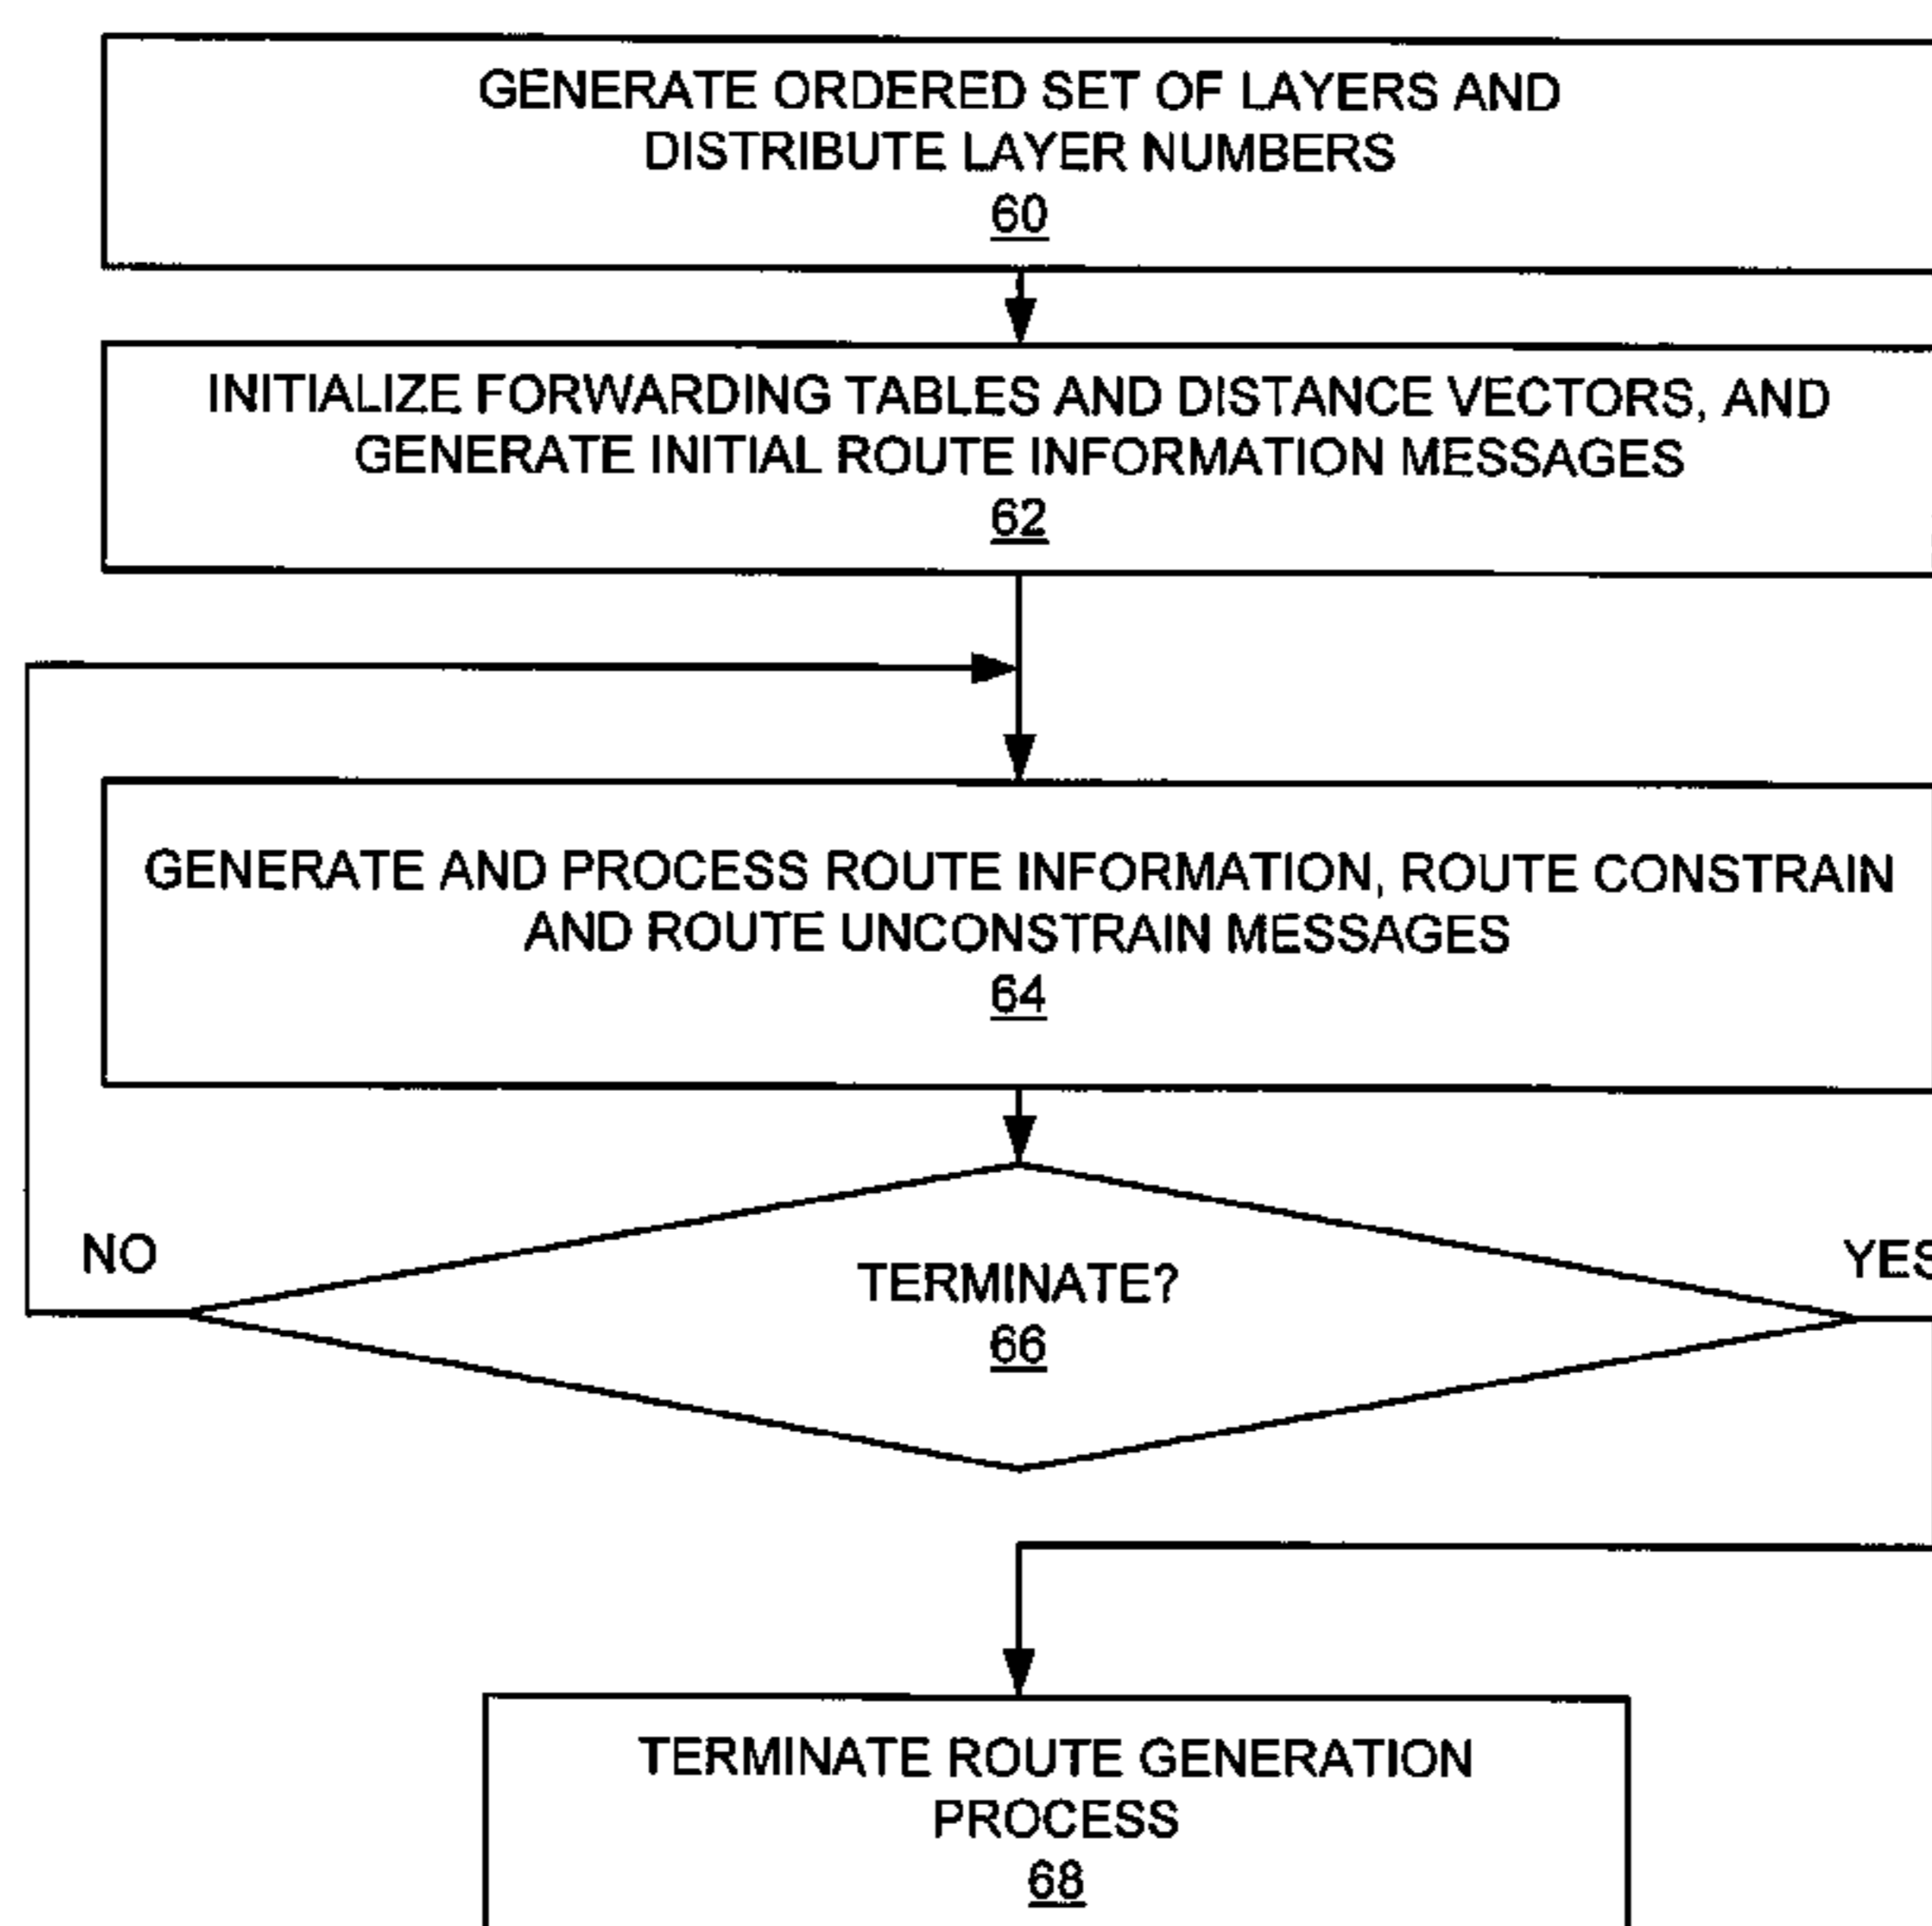 GENERATE ORDERED SET OF LAYERS AND
DISTRIBUTE LAYER NUMBERS
60
INITIALIZE FORWARDING TABLES AND DISTANCE VECTORS, AND
GENERATE INITIAL ROUTE INFORMATION MESSAGES
62
GENERATE AND PROCESS ROUTE INFORMATION, ROUTE CONSTRAIN
AND ROUTE UNCONSTRAIN MESSAGES
64
NO
YES
TERMINATE?
66
TERMINATE ROUTE GENERATION
PROCESS
68